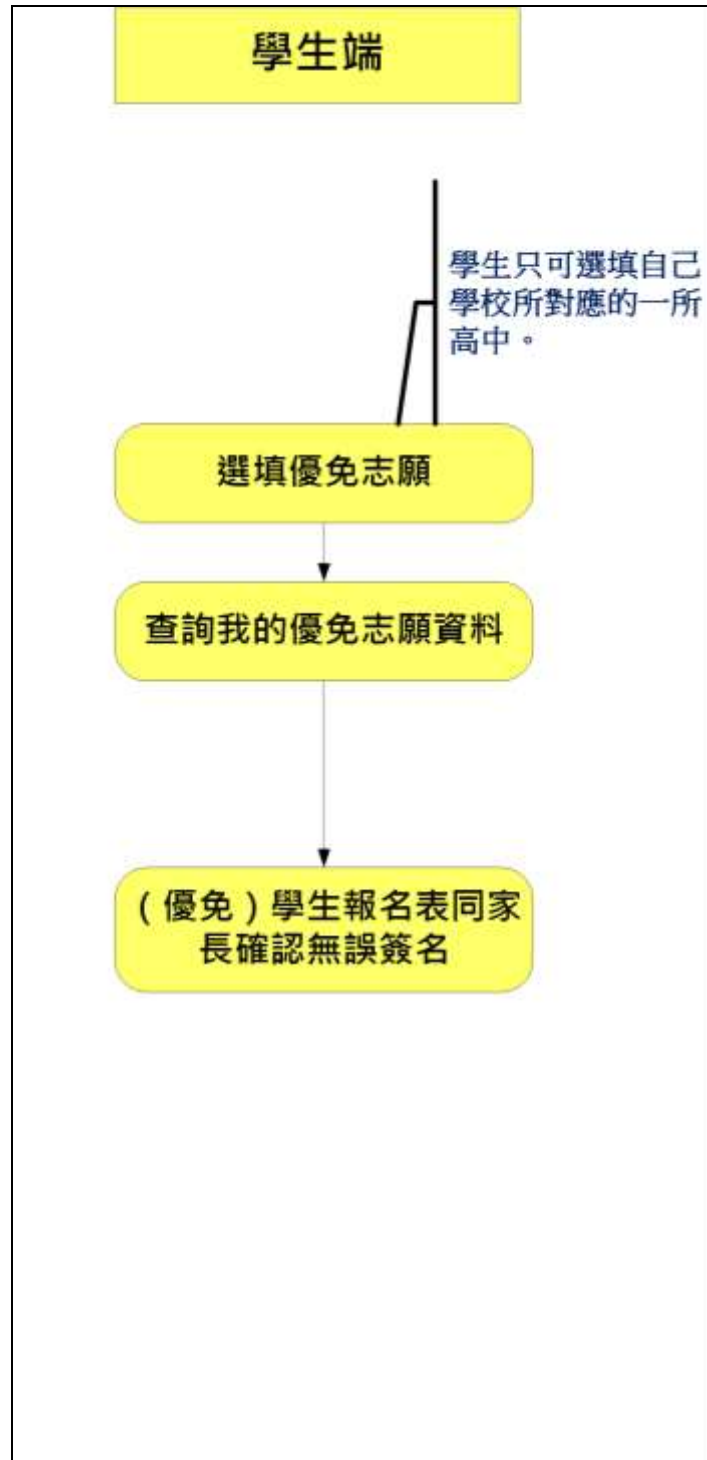 學生端
學生只可選填自己
學校所對應的一所
高中。
選填優免志願
查詢我的優免志願資料
（優免）學生報名表同家
長確認無誤簽名